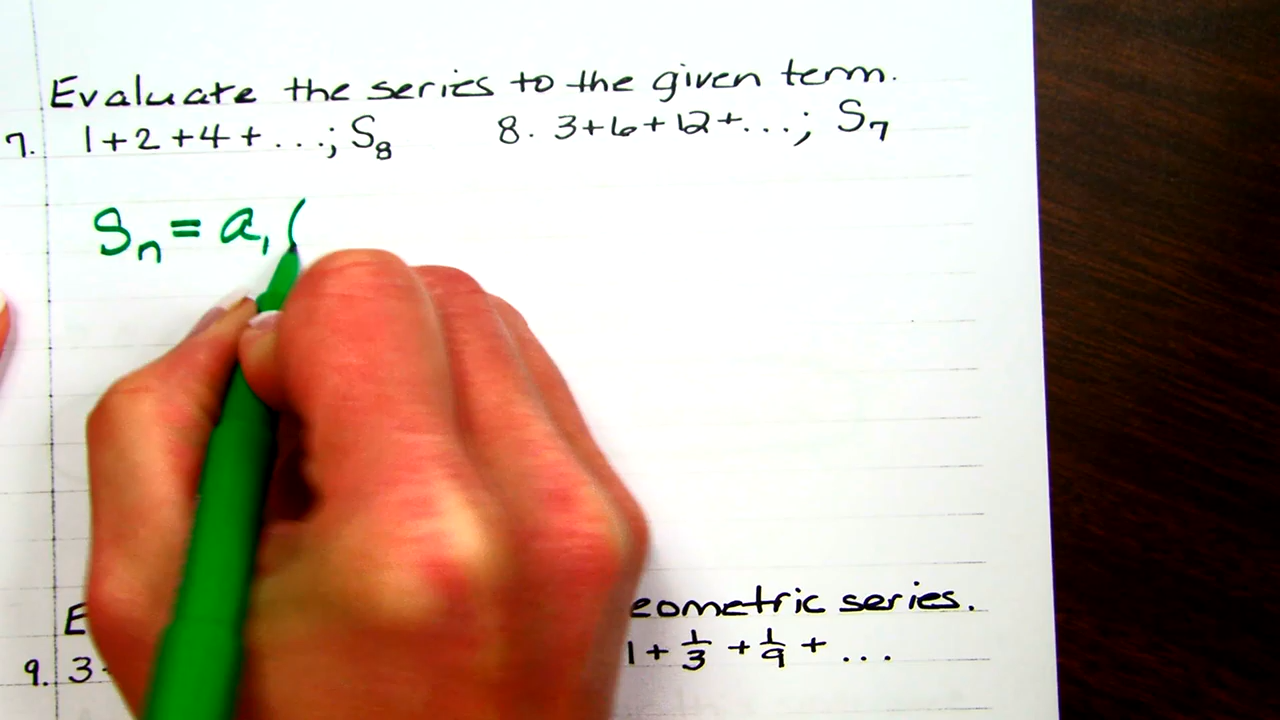 Evaluate the series to the given term.
7. 1+2+4+...; S₈ 8. 3+6+12+...; S₇
Sₙ = a₁(
E eometric series.
9. 3 1 + 1/3 + 1/9 + ...